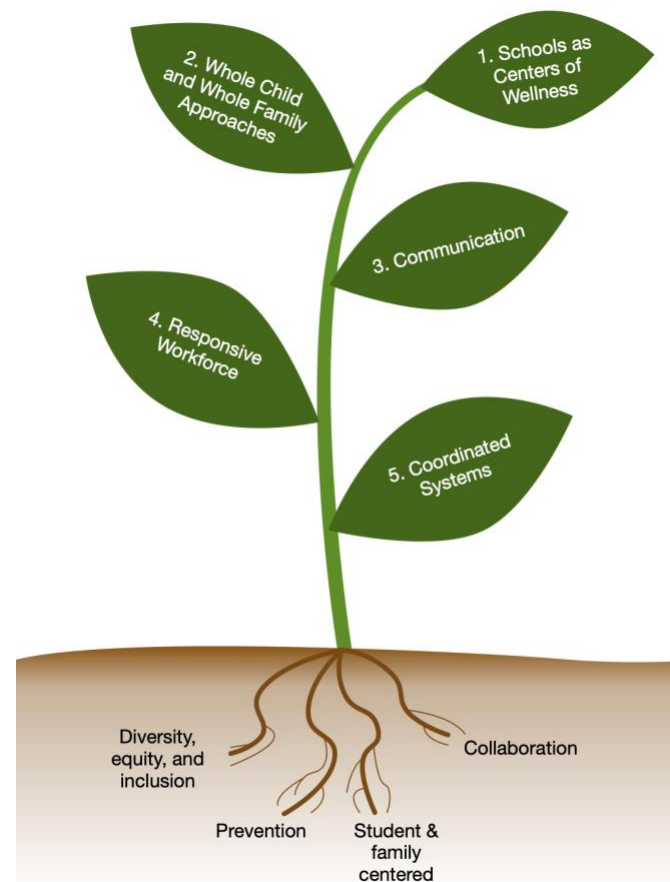 1. Schools as
Centers of
Wellness
2. Whole Child
and Whole Family
Approaches
3. Communication
4. Responsive
Workforce
5. Coordinated
Systems
Diversity,
equity, and
inclusion
Prevention
Student &
family
centered
Collaboration